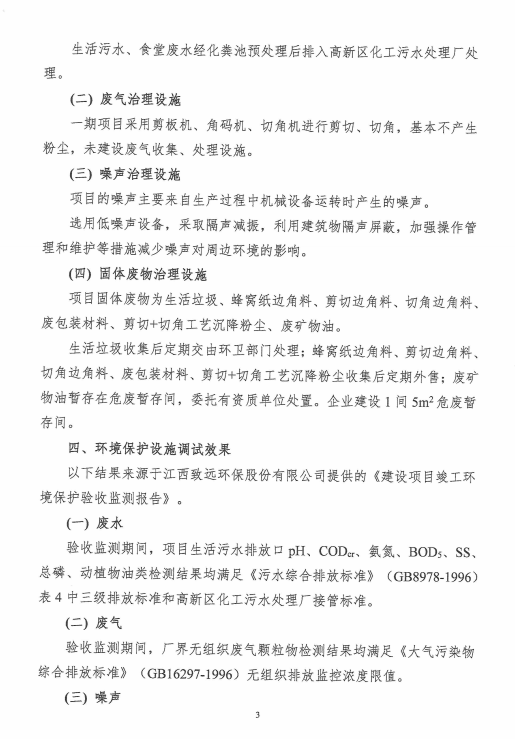 生活污水、食堂废水经化粪池预处理后排入高新区化工污水处理厂处
理。
(二) 废气治理设施
一期项目采用剪板机、角码机、切角机进行剪切、切角，基本不产生
粉尘，未建设废气收集、处理设施。
(三) 噪声治理设施
项目的噪声主要来自生产过程中机械设备运转时产生的噪声。
选用低噪声设备，采取隔声减振，利用建筑物隔声屏蔽，加强操作管
理和维护等措施减少噪声对周边环境的影响。
(四) 固体废物治理设施
项目固体废物为生活垃圾、蜂窝纸边角料、剪切边角料、切角边角料、
废包装材料、剪切+切角工艺沉降粉尘、废矿物油。
生活垃圾收集后定期交由环卫部门处理；蜂窝纸边角料、剪切边角料、
切角边角料、废包装材料、剪切+切角工艺沉降粉尘收集后定期外售；废矿
物油暂存在危废暂存间，委托有资质单位处置。企业建设 1 间 5m²危废暂
存间。
四、环境保护设施调试效果
以下结果来源于江西致远环保股份有限公司提供的《建设项目竣工环
境保护验收监测报告》。
(一) 废水
验收监测期间，项目生活污水排放口 pH、CODcr、氨氮、BOD₅、SS、
总磷、动植物油类检测结果均满足《污水综合排放标准》（GB8978-1996）
表 4 中三级排放标准和高新区化工污水处理厂接管标准。
(二) 废气
验收监测期间，厂界无组织废气颗粒物检测结果均满足《大气污染物
综合排放标准》（GB16297-1996）无组织排放监控浓度限值。
(三) 噪声
3